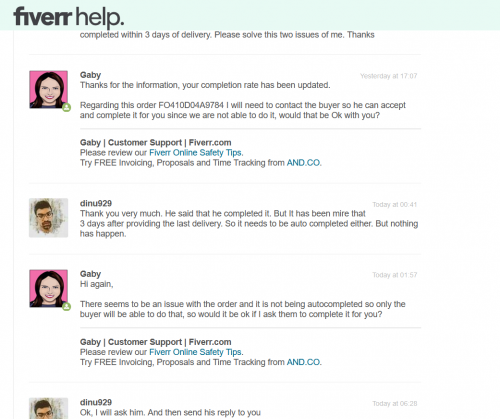 fiverr help.
completed within 3 days of delivery. Please solve this two issues of me. Thanks
Gaby
Yesterday at 17:07
Thanks for the information, your completion rate has been updated.
Regarding this order FO410D04A9784 I will need to contact the buyer so he can accept
and complete it for you since we are not able to do it, would that be Ok with you?
Gaby | Customer Support | Fiverr.com
Please review our Fiverr Online Safety Tips.
Try FREE Invoicing, Proposals and Time Tracking from AND.CO.
dinu929
Today at 00:41
Thank you very much. He said that he completed it. But It has been mire that
3 days after providing the last delivery. So it needs to be auto completed either. But nothing
has happen.
Gaby
Today at 01:57
Hi again,
There seems to be an issue with the order and it is not being autocompleted so only the
buyer will be able to do that, so would it be ok if I ask them to complete it for you?
Gaby | Customer Support | Fiverr.com
Please review our Fiverr Online Safety Tips.
Try FREE Invoicing, Proposals and Time Tracking from AND.CO.
dinu929
Today at 06:28
Ok, I will ask him. And then send his reply to you